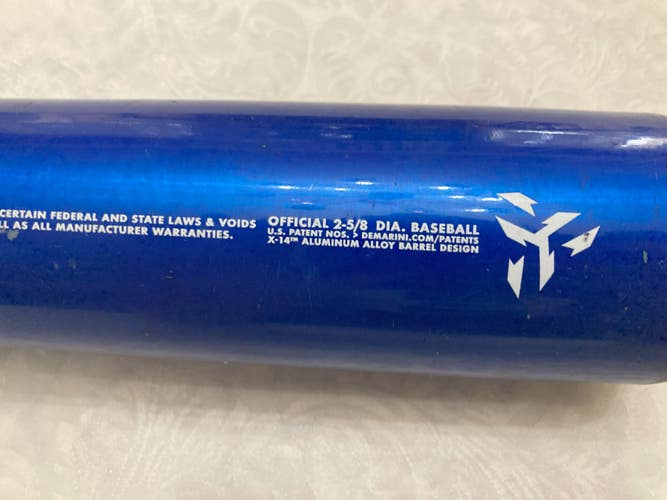 CERTAIN FEDERAL AND STATE LAWS & VOIDS
AS ALL MANUFACTURER WARRANTIES.
OFFICIAL 2-5/8 DIA. BASEBALL
U.S. PATENT NOS. > DEMARINI.COM/PATENTS
X-14™ ALUMINUM ALLOY BARREL DESIGN